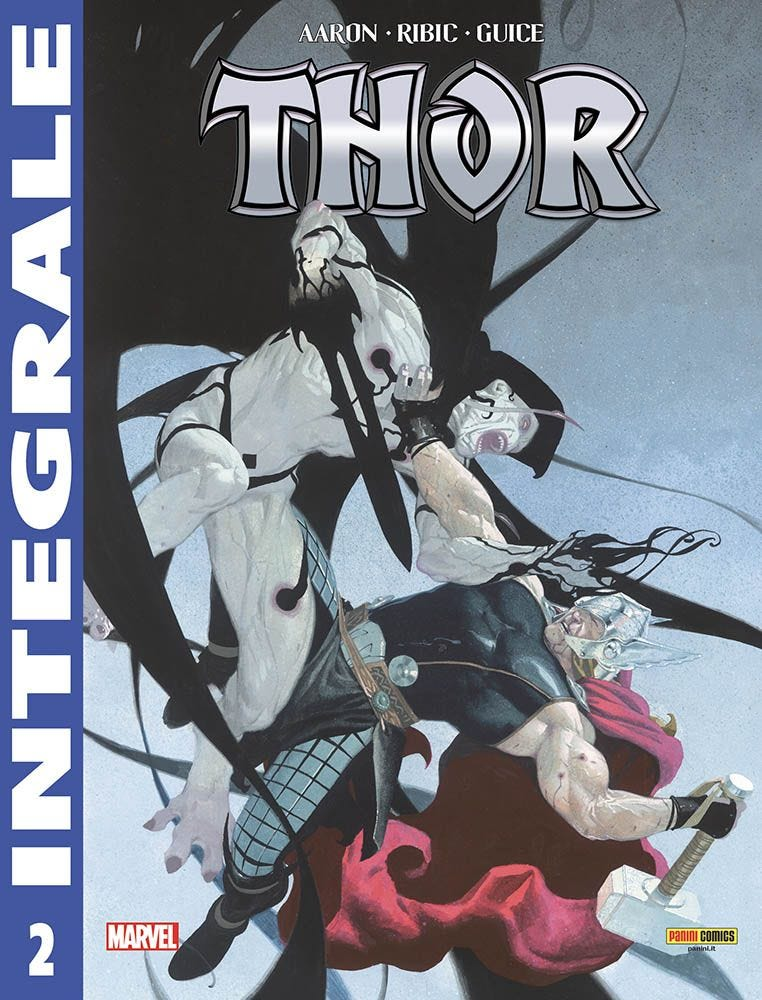 AARON · RIBIC · GUICE
THOR
INTEGRALE
2
MARVEL
PANINI COMICS
panini.it